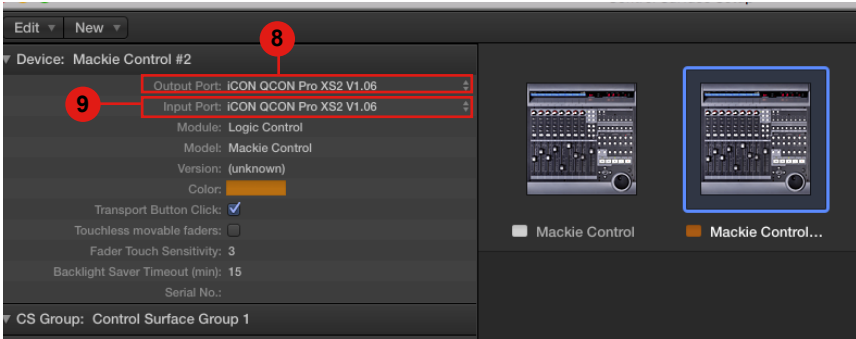 Edit New
8
Device: Mackie Control #2
Output Port: iCON QCON Pro XS2 V1.06
9
Input Port: iCON QCON Pro XS2 V1.06
Module: Logic Control
Model: Mackie Control
Version: (unknown)
Color:
Transport Button Click:
Touchless movable faders:
Fader Touch Sensitivity: 3
Backlight Saver Timeout (min): 15
Serial No.:
CS Group: Control Surface Group 1
Mackie Control
Mackie Control...